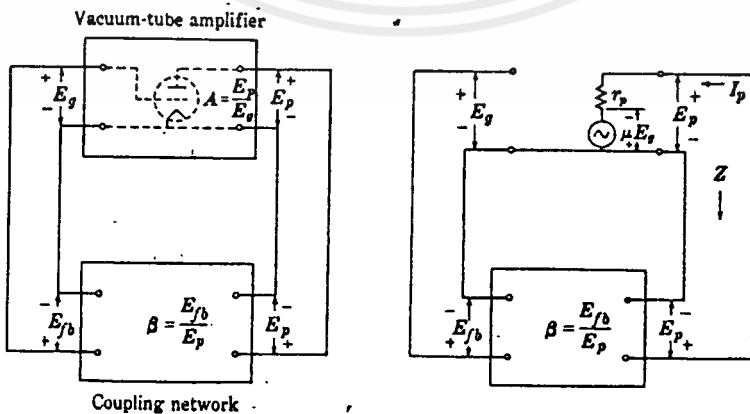 Vacuum-tube amplifier
+
−
E_g
A = E_p/E_g
+
E_p
−
−
E_fb
+
β = E_fb/E_p
−
E_p
+
Coupling network
+
E_g
−
r_p
−
μE_g
+
+
E_p
−
I_p
Z
−
E_fb
+
β = E_fb/E_p
−
E_p
+